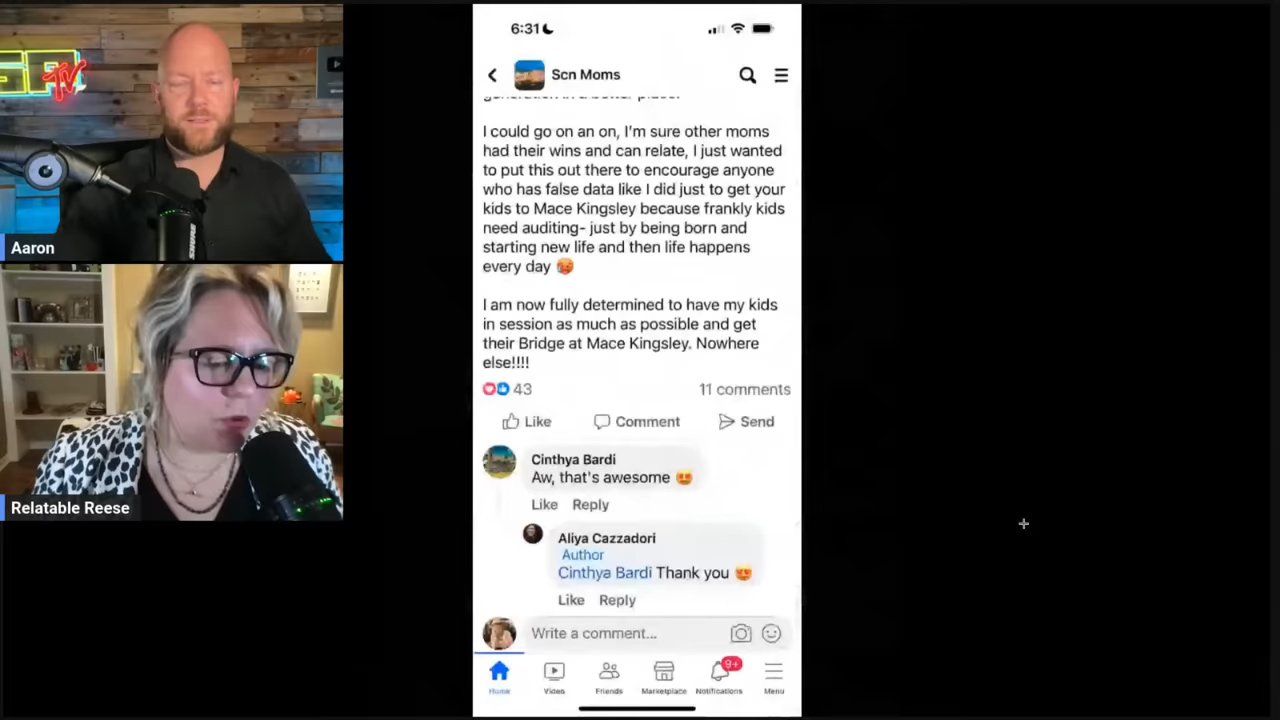 TV
Aaron
Relatable Reese
6:31
Scn Moms
generation in a better place.
I could go on an on, I'm sure other moms
had their wins and can relate, I just wanted
to put this out there to encourage anyone
who has false data like I did just to get your
kids to Mace Kingsley because frankly kids
need auditing- just by being born and
starting new life and then life happens
every day 🥵
I am now fully determined to have my kids
in session as much as possible and get
their Bridge at Mace Kingsley. Nowhere
else!!!!
43 11 comments
Like Comment Send
Cinthya Bardi
Aw, that's awesome 😍
Like Reply
Aliya Cazzadori
Author
Cinthya Bardi Thank you 😍
Like Reply
Write a comment...
9+
Home Video Friends Marketplace Notifications Menu
SHURE